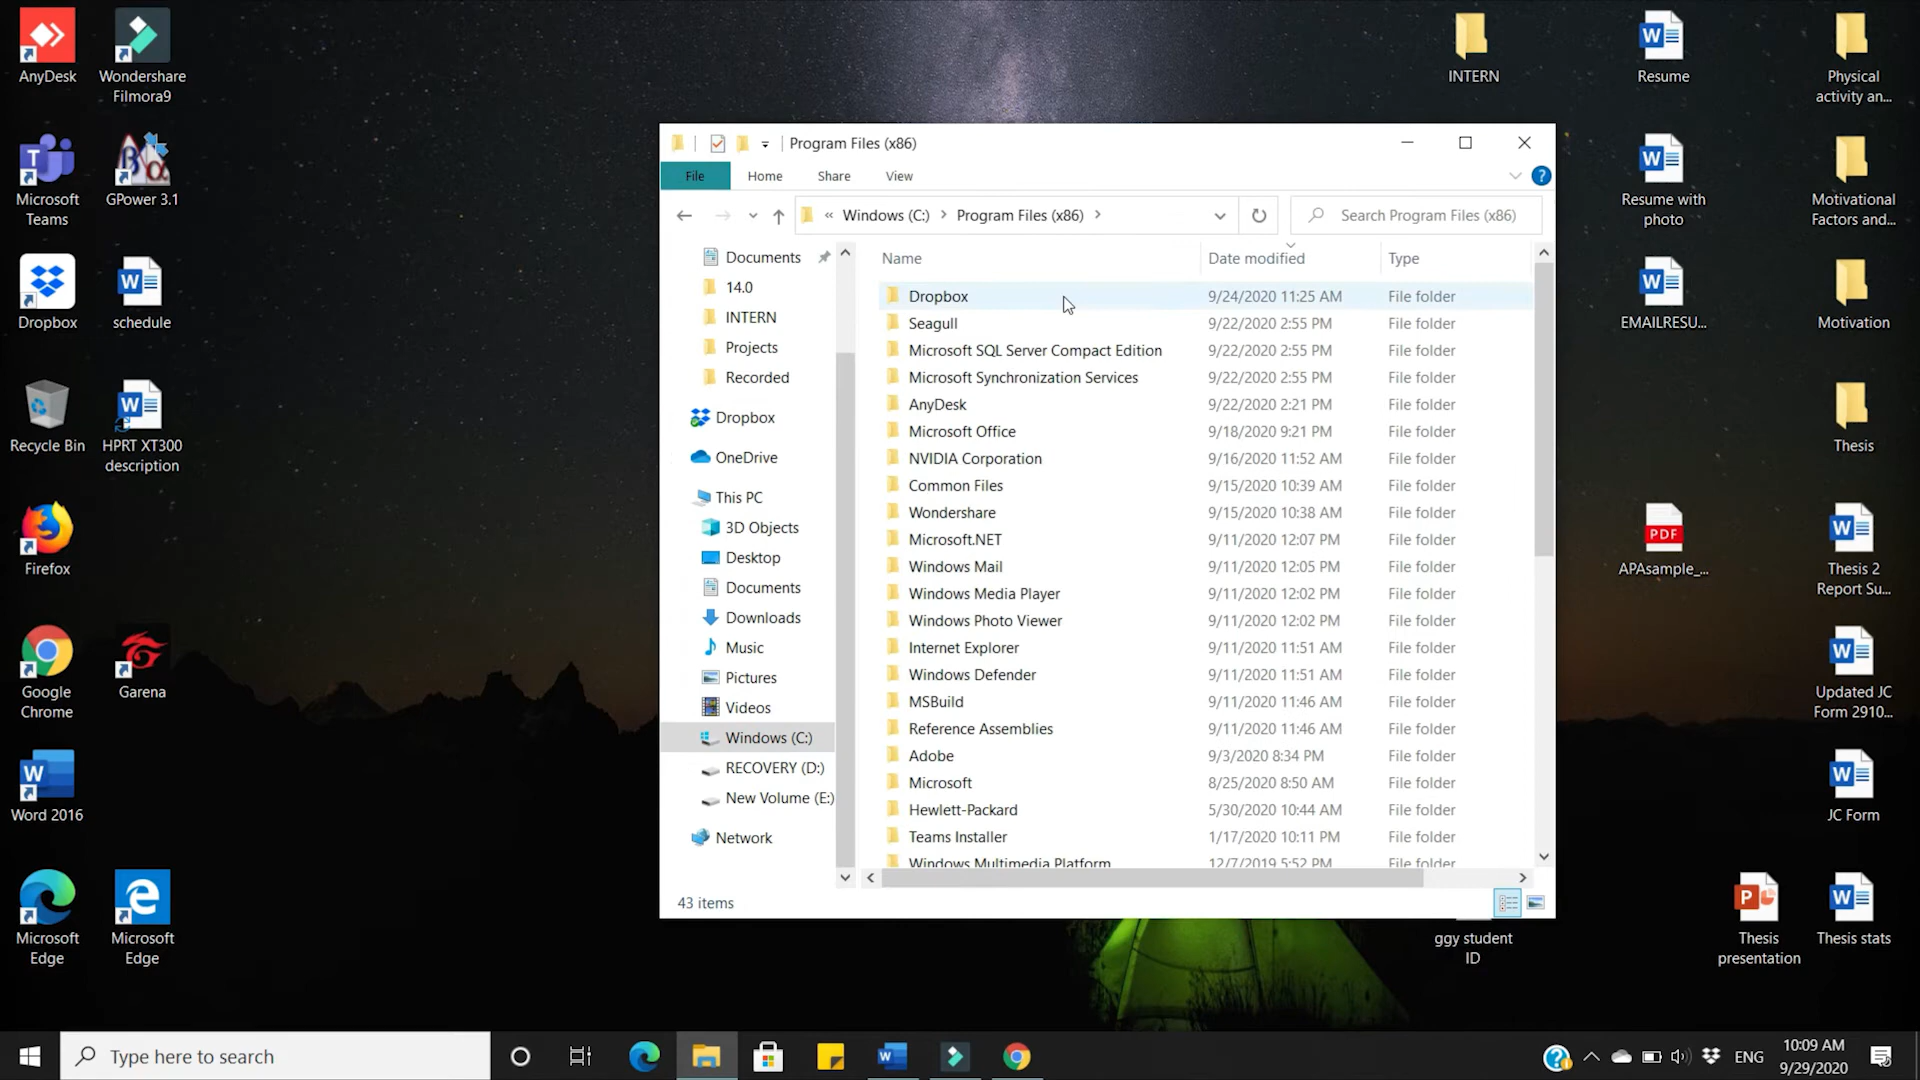 AnyDesk
Wondershare
Filmora9
Microsoft
Teams
GPower 3.1
Dropbox
schedule
Recycle Bin
HPRT XT300
description
Firefox
Google
Chrome
Garena
Word 2016
Microsoft
Edge
Microsoft
Edge
Program Files (x86)
File
Home
Share
View
?
«
Windows (C:)
Program Files (x86)
Search Program Files (x86)
Documents
14.0
INTERN
Projects
Recorded
Dropbox
OneDrive
This PC
3D Objects
Desktop
Documents
Downloads
Music
Pictures
Videos
Windows (C:)
RECOVERY (D:)
New Volume (E:)
Network
Name Date modified Type
Dropbox 9/24/2020 11:25 AM File folder
Seagull 9/22/2020 2:55 PM File folder
Microsoft SQL Server Compact Edition 9/22/2020 2:55 PM File folder
Microsoft Synchronization Services 9/22/2020 2:55 PM File folder
AnyDesk 9/22/2020 2:21 PM File folder
Microsoft Office 9/18/2020 9:21 PM File folder
NVIDIA Corporation 9/16/2020 11:52 AM File folder
Common Files 9/15/2020 10:39 AM File folder
Wondershare 9/15/2020 10:38 AM File folder
Microsoft.NET 9/11/2020 12:07 PM File folder
Windows Mail 9/11/2020 12:05 PM File folder
Windows Media Player 9/11/2020 12:02 PM File folder
Windows Photo Viewer 9/11/2020 12:02 PM File folder
Internet Explorer 9/11/2020 11:51 AM File folder
Windows Defender 9/11/2020 11:51 AM File folder
MSBuild 9/11/2020 11:46 AM File folder
Reference Assemblies 9/11/2020 11:46 AM File folder
Adobe 9/3/2020 8:34 PM File folder
Microsoft 8/25/2020 8:50 AM File folder
Hewlett-Packard 5/30/2020 10:44 AM File folder
Teams Installer 1/17/2020 10:11 PM File folder
Windows Multimedia Platform 12/7/2019 5:52 PM File folder
43 items
INTERN
Resume
Physical
activity an...
Resume with
photo
Motivational
Factors and...
EMAILRESU...
Motivation
Thesis
PDF
APAsample_...
Thesis 2
Report Su...
Updated JC
Form 2910...
JC Form
ggy student
ID
Thesis
presentation
Thesis stats
Type here to search
ENG
10:09 AM
9/29/2020